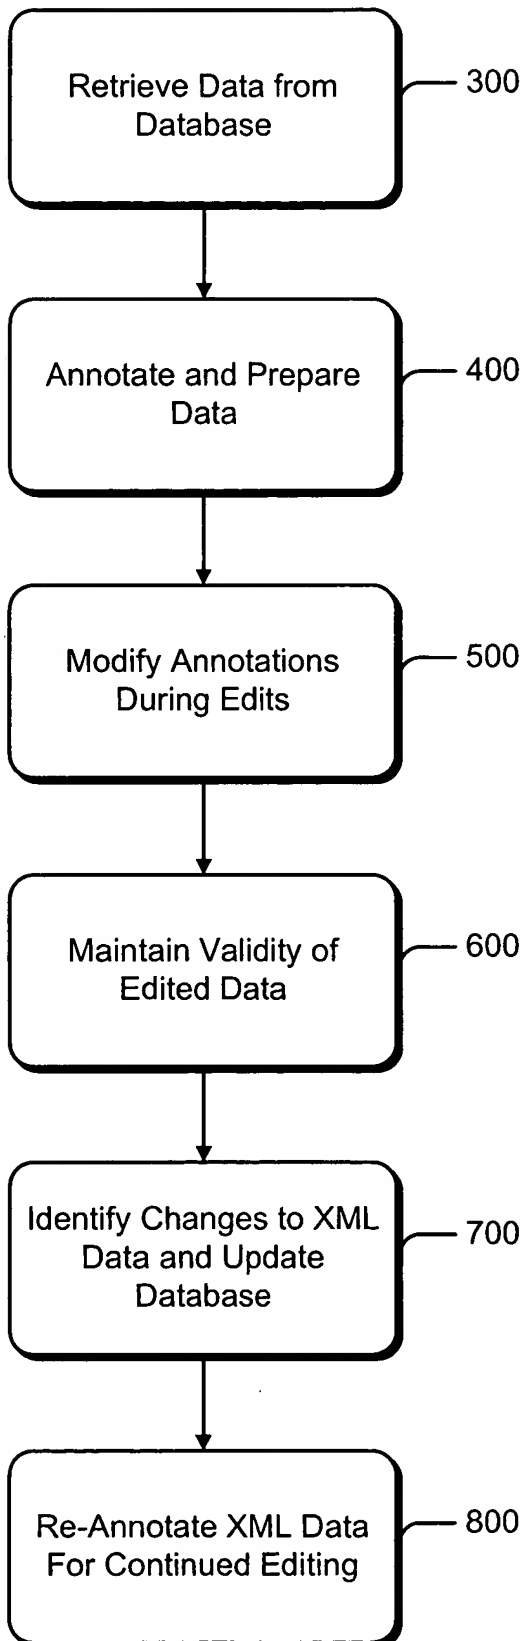 Retrieve Data from
Database
300
Annotate and Prepare
Data
400
Modify Annotations
During Edits
500
Maintain Validity of
Edited Data
600
Identify Changes to XML
Data and Update
Database
700
Re-Annotate XML Data
For Continued Editing
800